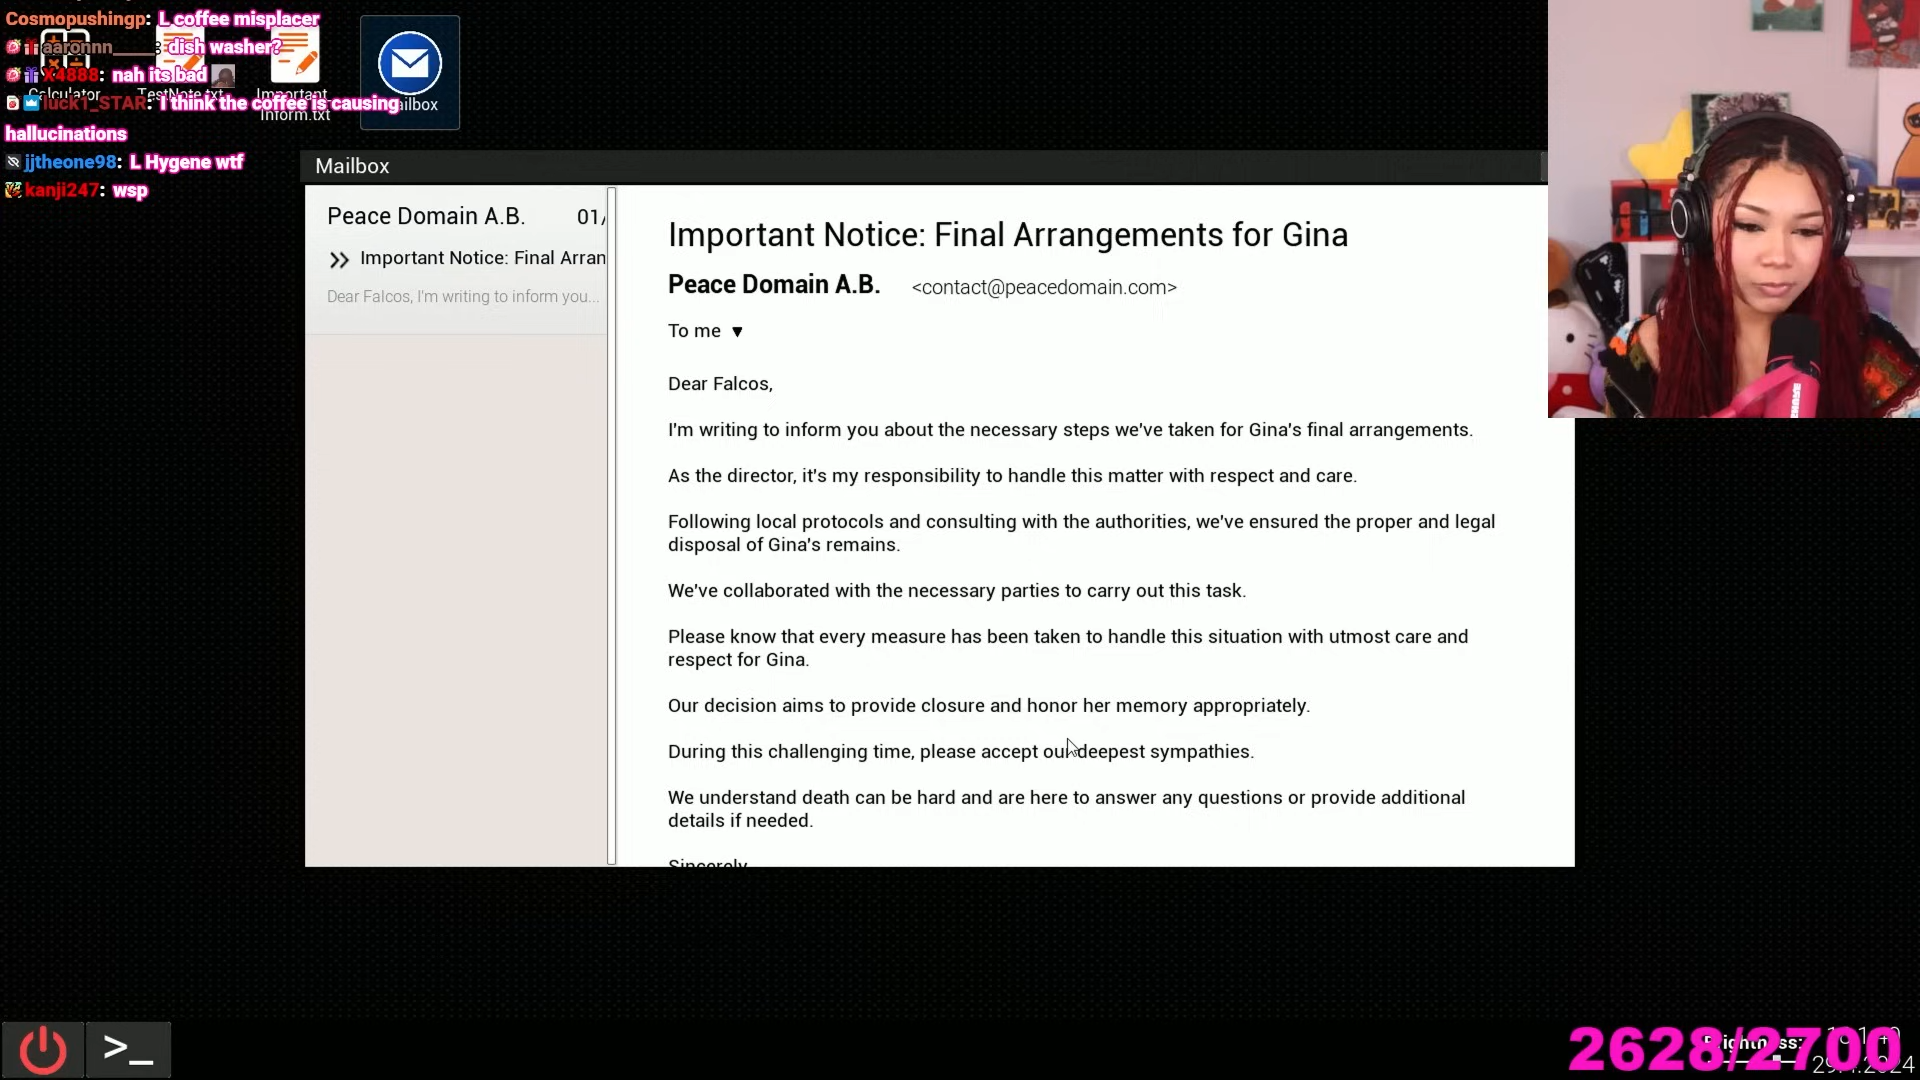 Cosmopushingp: L coffee misplacer
aaronnn____: dish washer?
X4888: nah its bad
luck1_STAR: I think the coffee is causing
hallucinations
jjtheone98: L Hygene wtf
kanji247: wsp
Calculator
TestNote.txt
Important
Inform.txt
Mailbox
Mailbox
Peace Domain A.B. 01/
Important Notice: Final Arran
Dear Falcos, I'm writing to inform you...
Important Notice: Final Arrangements for Gina
Peace Domain A.B. <contact@peacedomain.com>
To me
Dear Falcos,
I'm writing to inform you about the necessary steps we've taken for Gina's final arrangements.
As the director, it's my responsibility to handle this matter with respect and care.
Following local protocols and consulting with the authorities, we've ensured the proper and legal
disposal of Gina's remains.
We've collaborated with the necessary parties to carry out this task.
Please know that every measure has been taken to handle this situation with utmost care and
respect for Gina.
Our decision aims to provide closure and honor her memory appropriately.
During this challenging time, please accept our deepest sympathies.
We understand death can be hard and are here to answer any questions or provide additional
details if needed.
Sincerely
>_
Brightness:
2628/2700